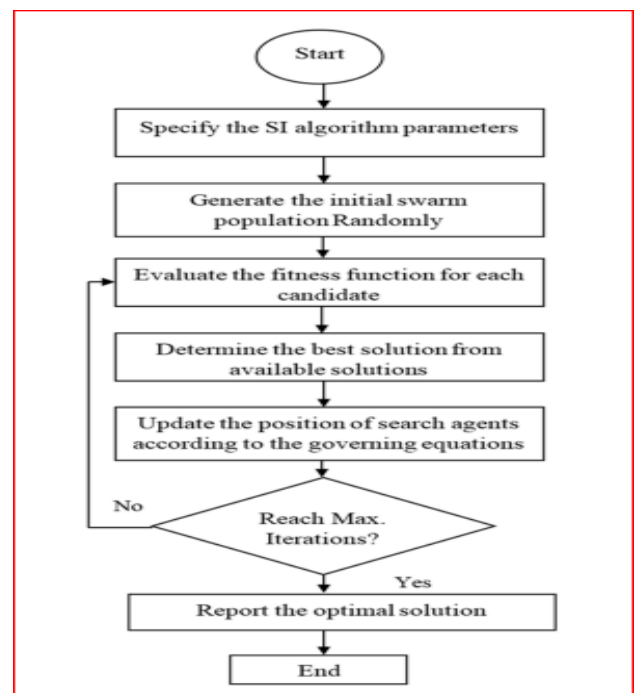 Start
Specify the SI algorithm parameters
Generate the initial swarm
population Randomly
Evaluate the fitness function for each
candidate
Determine the best solution from
available solutions
Update the position of search agents
according to the governing equations
No
Reach Max.
Iterations?
Yes
Report the optimal solution
End